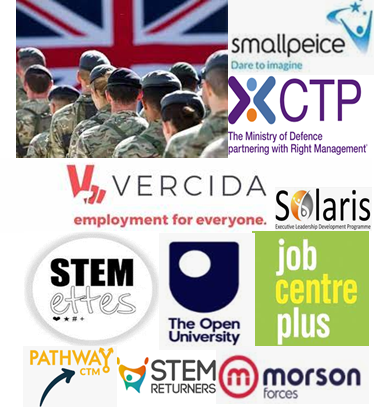 smallpeice
Dare to imagine
CTP
The Ministry of Defence
partnering with Right Management
VERCIDA
employment for everyone.
Solaris
Executive Leadership Development Programme
STEM
ettes
The Open
University
job
centre
plus
PATHWAY
CTM
STEM
RETURNERS
m morson
forces